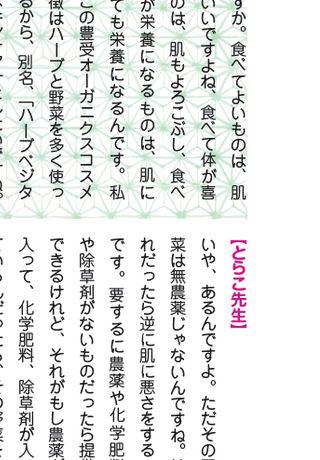 すか。食べてよいものは、肌
いいですよね、食べて体が喜
のは、肌もよろこぶし、食べ
が栄養になるものは、肌に
ても栄養になるんです。私
この豊受オーガニクスコスメ
徴はハーブと野菜を多く使っ
るから、別名、「ハーブベジタ
【とらこ先生】
いや、あるんですよ。ただその
菜は無農薬じゃないんですね。
れだったら逆に肌に悪さをする
です。要するに農薬や化学肥料
や除草剤がないものだったら提
できるけれど、それがもし農薬
入って、化学肥料、除草剤が入